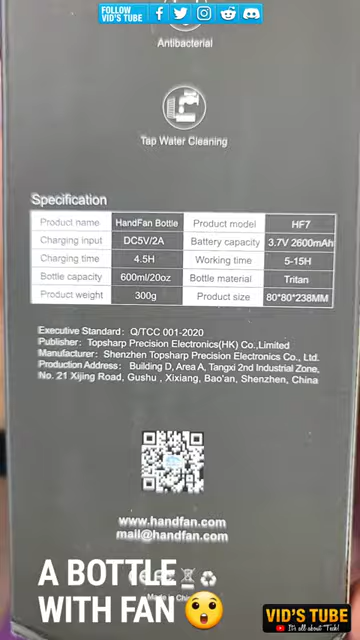 FOLLOW
VID'S TUBE
Antibacterial
Tap Water Cleaning
Specification
Product name HandFan Bottle Product model HF7
Charging input DC5V/2A Battery capacity 3.7V 2600mAh
Charging time 4.5H Working time 5-15H
Bottle capacity 600ml/20oz Bottle material Tritan
Product weight 300g Product size 80*80*238MM
Executive Standard: Q/TCC 001-2020
Publisher: Topsharp Precision Electronics(HK) Co.,Limited
Manufacturer: Shenzhen Topsharp Precision Electronics Co., Ltd.
Production Address: Building D, Area A, Tangxi 2nd Industrial Zone,
No. 21 Xijing Road, Gushu, Xixiang, Bao'an, Shenzhen, China
www.handfan.com
mail@handfan.com
A BOTTLE
WITH FAN 😮
VID'S TUBE
It's all about Tech!